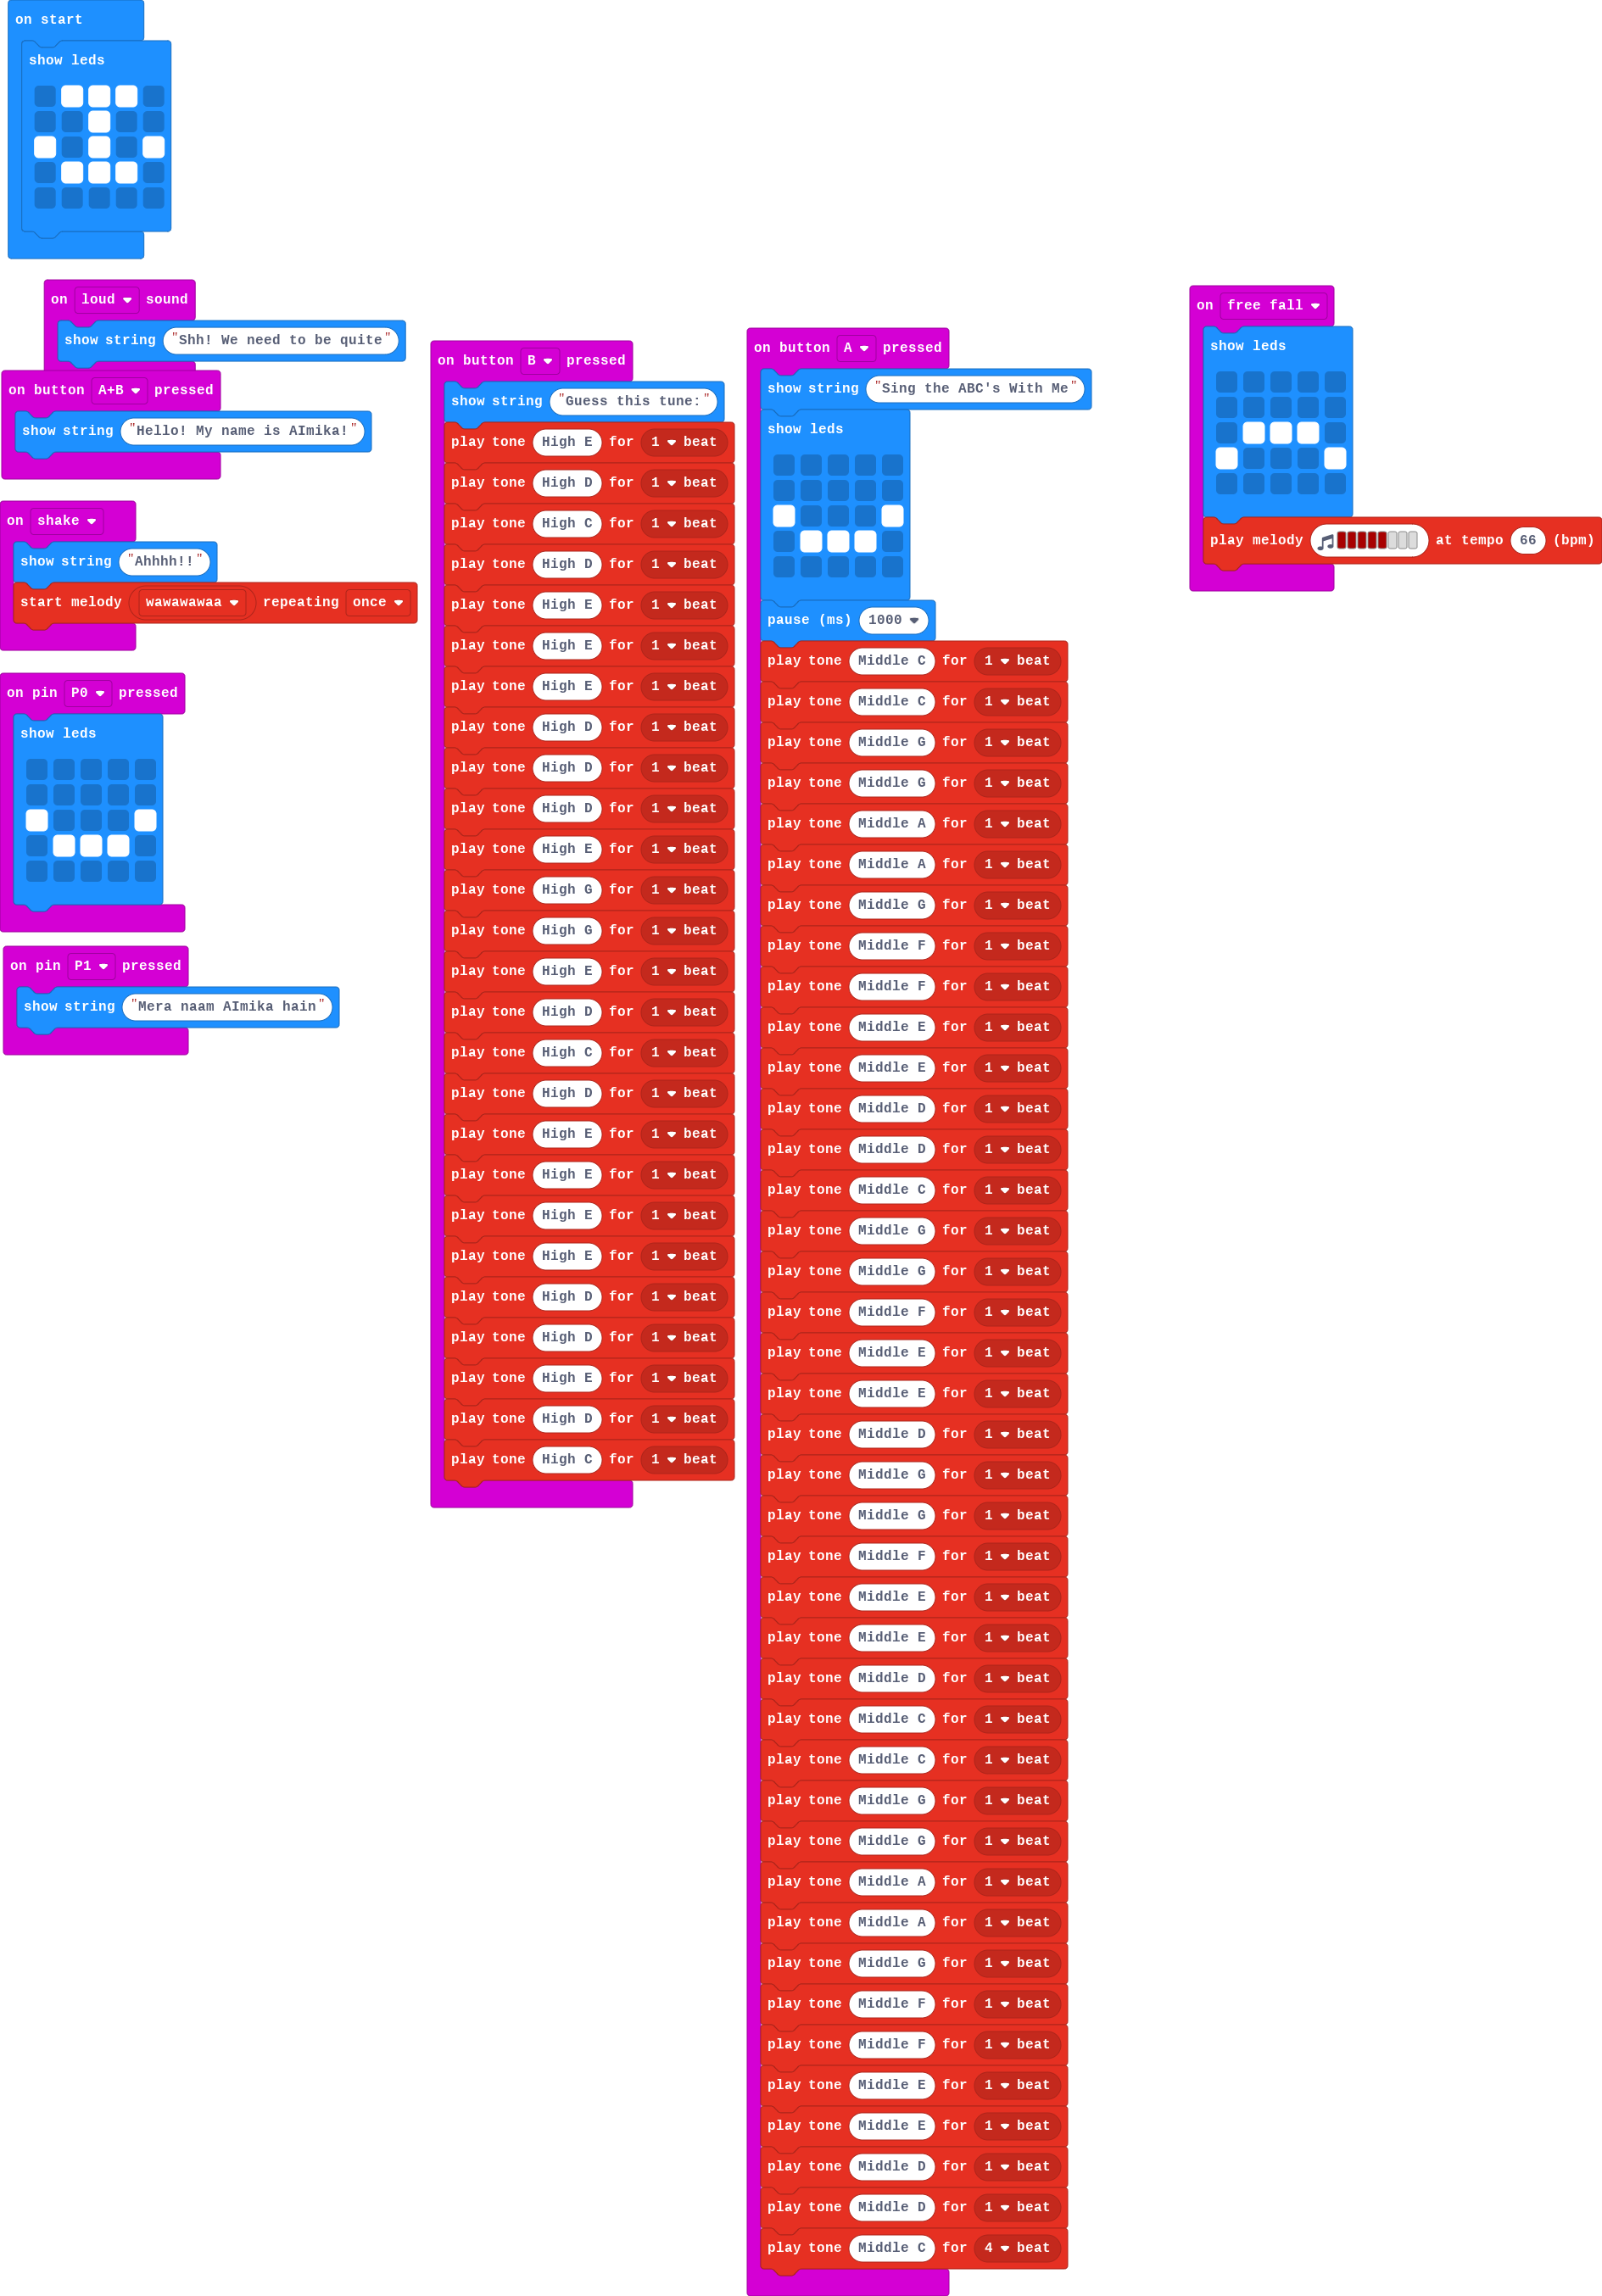 on start
show leds
on loud sound
show string "Shh! We need to be quite"
on button A+B pressed
show string "Hello! My name is AImika!"
on shake
show string "Ahhhh!!"
start melody wawawawaa repeating once
on pin P0 pressed
show leds
on pin P1 pressed
show string "Mera naam AImika hain"
on button B pressed
show string "Guess this tune:"
play tone High E for 1 beat
play tone High D for 1 beat
play tone High C for 1 beat
play tone High D for 1 beat
play tone High E for 1 beat
play tone High E for 1 beat
play tone High E for 1 beat
play tone High D for 1 beat
play tone High D for 1 beat
play tone High D for 1 beat
play tone High E for 1 beat
play tone High G for 1 beat
play tone High G for 1 beat
play tone High E for 1 beat
play tone High D for 1 beat
play tone High C for 1 beat
play tone High D for 1 beat
play tone High E for 1 beat
play tone High E for 1 beat
play tone High E for 1 beat
play tone High E for 1 beat
play tone High D for 1 beat
play tone High D for 1 beat
play tone High E for 1 beat
play tone High D for 1 beat
play tone High C for 1 beat
on button A pressed
show string "Sing the ABC's With Me"
show leds
pause (ms) 1000
play tone Middle C for 1 beat
play tone Middle C for 1 beat
play tone Middle G for 1 beat
play tone Middle G for 1 beat
play tone Middle A for 1 beat
play tone Middle A for 1 beat
play tone Middle G for 1 beat
play tone Middle F for 1 beat
play tone Middle F for 1 beat
play tone Middle E for 1 beat
play tone Middle E for 1 beat
play tone Middle D for 1 beat
play tone Middle D for 1 beat
play tone Middle C for 1 beat
play tone Middle G for 1 beat
play tone Middle G for 1 beat
play tone Middle F for 1 beat
play tone Middle E for 1 beat
play tone Middle E for 1 beat
play tone Middle D for 1 beat
play tone Middle G for 1 beat
play tone Middle G for 1 beat
play tone Middle F for 1 beat
play tone Middle E for 1 beat
play tone Middle E for 1 beat
play tone Middle D for 1 beat
play tone Middle C for 1 beat
play tone Middle C for 1 beat
play tone Middle G for 1 beat
play tone Middle G for 1 beat
play tone Middle A for 1 beat
play tone Middle A for 1 beat
play tone Middle G for 1 beat
play tone Middle F for 1 beat
play tone Middle F for 1 beat
play tone Middle E for 1 beat
play tone Middle E for 1 beat
play tone Middle D for 1 beat
play tone Middle D for 1 beat
play tone Middle C for 4 beat
on free fall
show leds
play melody at tempo 66 (bpm)